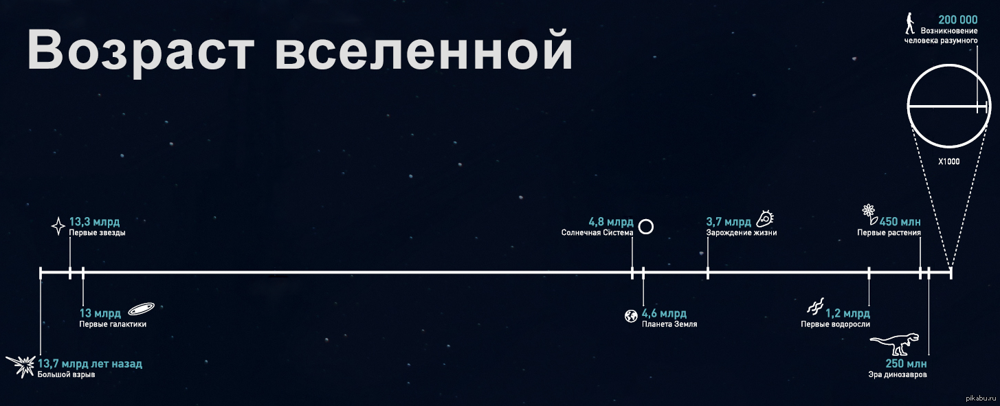 Возраст вселенной
200 000
Возникновение
человека разумного
X1000
13,3 млрд
Первые звезды
4,8 млрд
Солнечная Система
3,7 млрд
Зарождение жизни
450 млн
Первые растения
13 млрд
Первые галактики
4,6 млрд
Планета Земля
1,2 млрд
Первые водоросли
13,7 млрд лет назад
Большой взрыв
250 млн
Эра динозавров
pikabu.ru